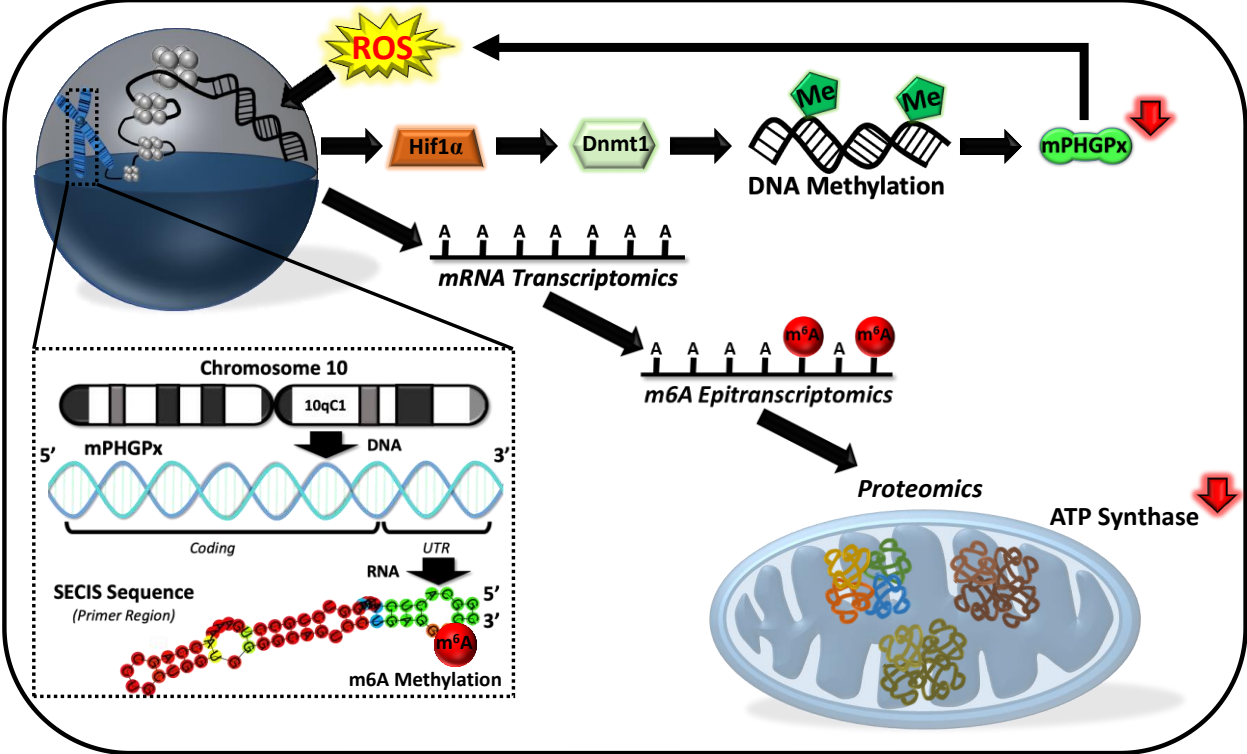 ROS
Hif1α
Dnmt1
Me
Me
mPHGPx
DNA Methylation
A A A A A A A
mRNA Transcriptomics
A A A A m⁶A A m⁶A
m6A Epitranscriptomics
Proteomics
ATP Synthase
Chromosome 10
10qC1
mPHGPx
DNA
5’
3’
Coding
UTR
RNA
SECIS Sequence
(Primer Region)
5’
3’
m⁶A
m6A Methylation